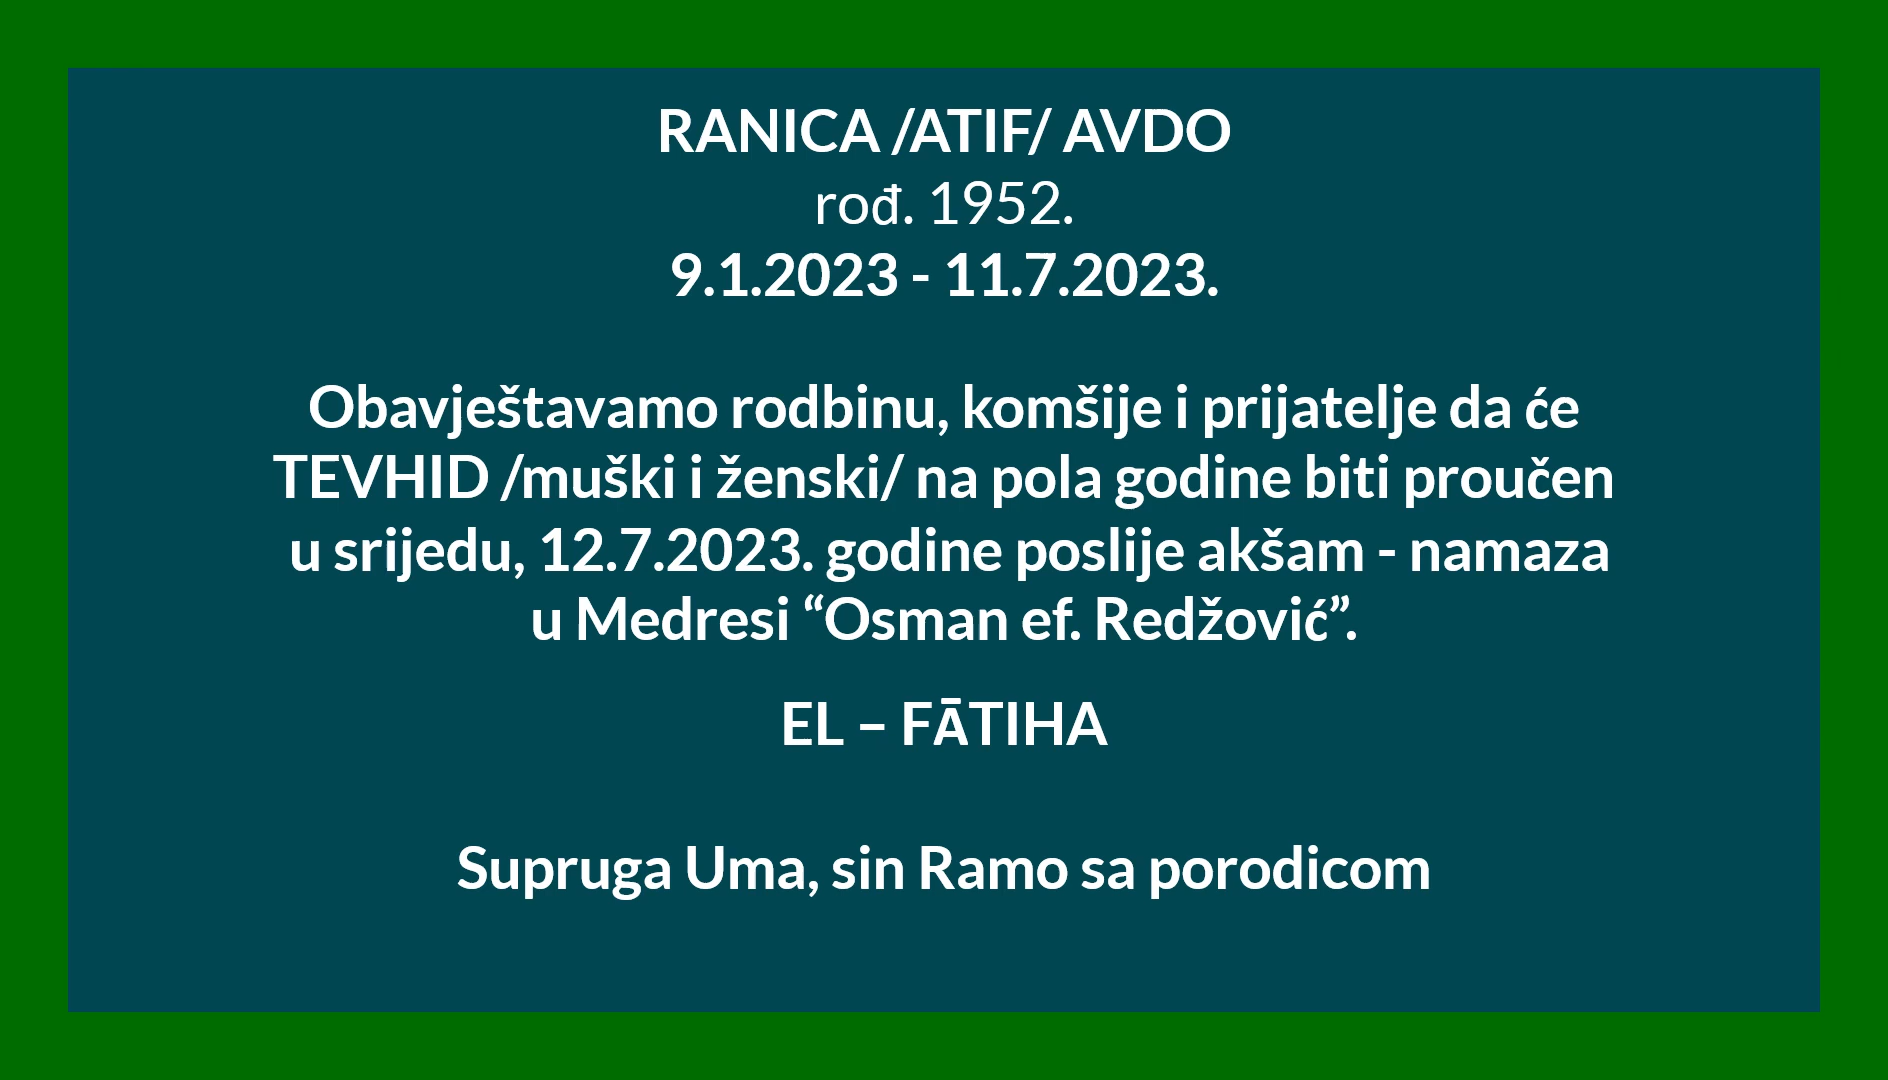 RANICA /ATIF/ AVDO
rođ. 1952.
9.1.2023 - 11.7.2023.
Obavještavamo rodbinu, komšije i prijatelje da će
TEVHID /muški i ženski/ na pola godine biti proučen
u srijedu, 12.7.2023. godine poslije akšam - namaza
u Medresi “Osman ef. Redžović”.
EL – FĀTIHA
Supruga Uma, sin Ramo sa porodicom